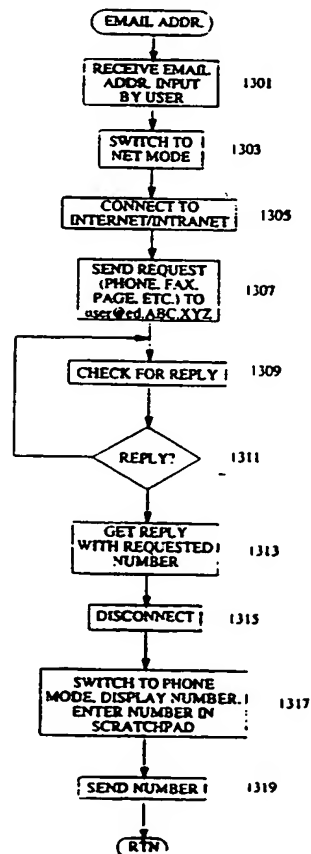 EMAIL ADDR.
RECEIVE EMAIL
ADDR. INPUT
BY USER
1301
SWITCH TO
NET MODE
1303
CONNECT TO
INTERNET/INTRANET
1305
SEND REQUEST
(PHONE, FAX,
PAGE, ETC.) TO
user@ed.ABC.XYZ
1307
CHECK FOR REPLY
1309
REPLY?
1311
GET REPLY
WITH REQUESTED
NUMBER
1313
DISCONNECT
1315
SWITCH TO PHONE
MODE, DISPLAY NUMBER,
ENTER NUMBER IN
SCRATCHPAD
1317
SEND NUMBER
1319
RTN